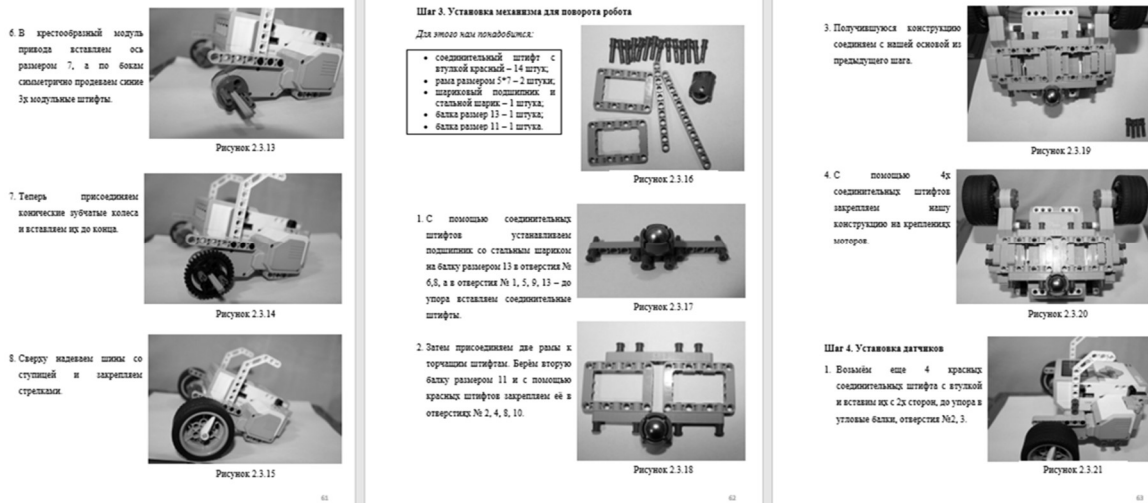 6. В крестообразный модуль
привода вставляем ось
размером 7, а по бокам
симметрично продеваем синие
3х модульные штифты.
Рисунок 2.3.13
7. Теперь присоединяем
конические зубчатые колеса
и вставляем их до конца.
Рисунок 2.3.14
8. Сверху надеваем шины со
ступицей и закрепляем
стрелками.
Рисунок 2.3.15
61
Шаг 3. Установка механизма для поворота робота
Для этого нам понадобится:
• соединительный штифт с
втулкой красный – 14 штук;
• рама размером 5*7 – 2 штуки;
• шариковый подшипник и
стальной шарик – 1 штука;
• балка размер 13 – 1 штука;
• балка размер 11 – 1 штука.
Рисунок 2.3.16
1. С помощью соединительных
штифтов устанавливаем
подшипник со стальным шариком
на балку размером 13 в отверстия №
6,8, а в отверстия № 1, 5, 9, 13 – до
упора вставляем соединительные
штифты.
Рисунок 2.3.17
2. Затем присоединяем две рамы к
торчащим штифтам. Берём вторую
балку размером 11 и с помощью
красных штифтов закрепляем её в
отверстиях № 2, 4, 8, 10.
Рисунок 2.3.18
62
3. Получившуюся конструкцию
соединяем с нашей основой из
предыдущего шага.
Рисунок 2.3.19
4. С помощью 4х
соединительных штифтов
закрепляем нашу
конструкцию на креплениях
моторов.
Рисунок 2.3.20
Шаг 4. Установка датчиков
1. Возьмём еще 4 красных
соединительных штифта с втулкой
и вставим их с 2х сторон, до упора в
угловые балки, отверстия №2, 3.
Рисунок 2.3.21
63